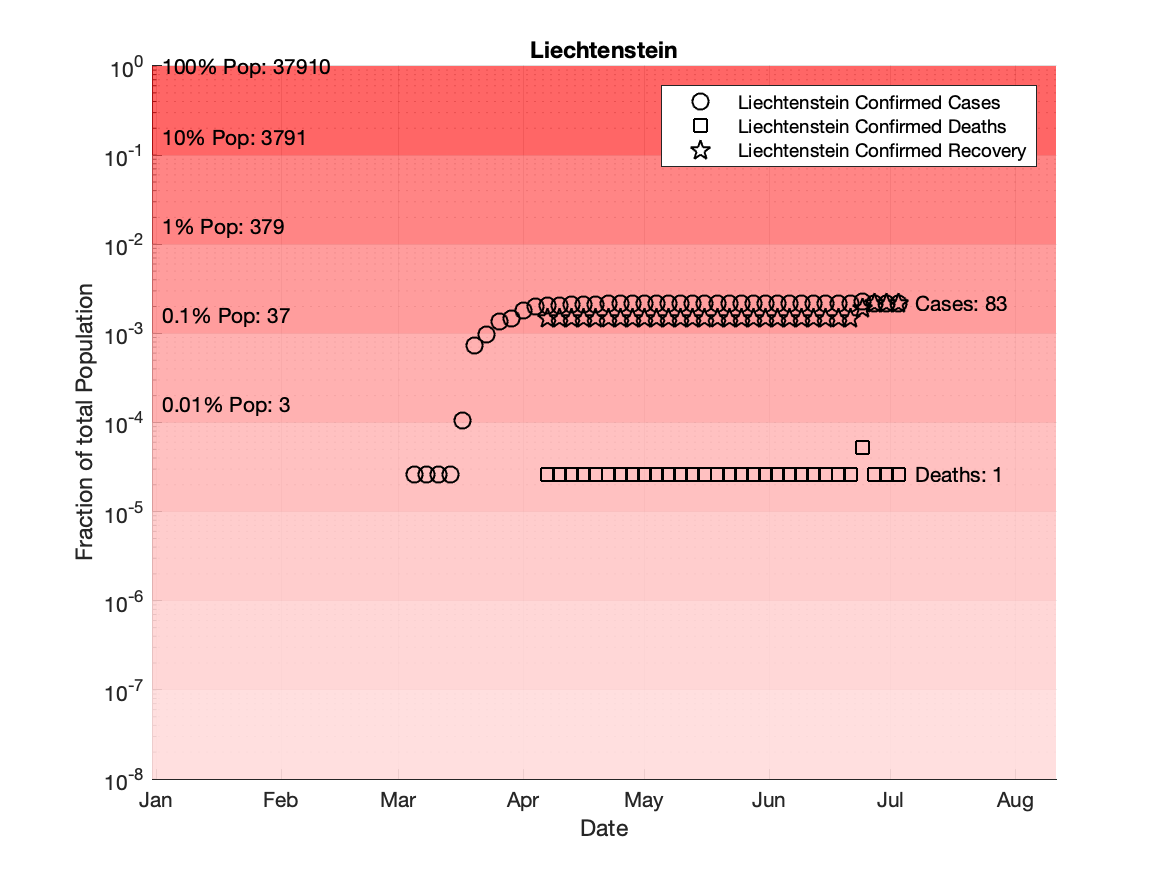 Liechtenstein
10^0
100% Pop: 37910
Liechtenstein Confirmed Cases
Liechtenstein Confirmed Deaths
Liechtenstein Confirmed Recovery
10% Pop: 3791
10^-1
1% Pop: 379
10^-2
Cases: 83
0.1% Pop: 37
10^-3
0.01% Pop: 3
10^-4
Deaths: 1
10^-5
10^-6
10^-7
10^-8
Fraction of total Population
Jan Feb Mar Apr May Jun Jul Aug
Date